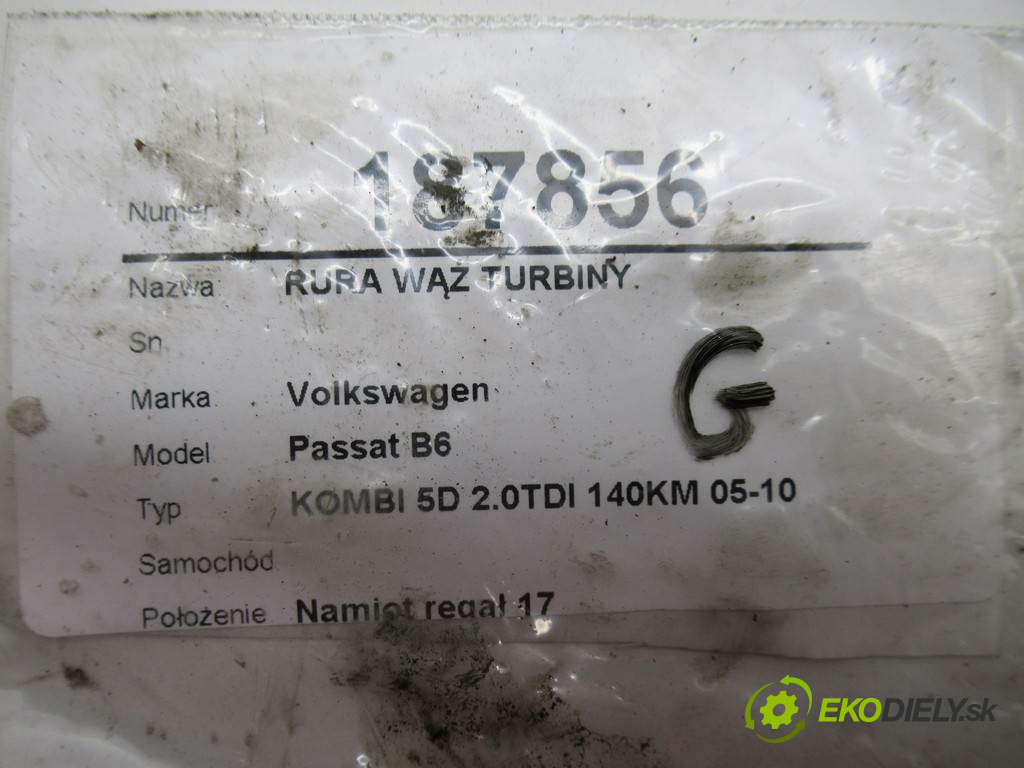 Numer 187856
Nazwa RURA WĄŻ TURBINY.
Sn.
G
Marka Volkswagen
Model Passat B6
Typ KOMBI 5D 2.0TDI 140KM 05-10
Samochód
Położenie Namiot regał 17
EKODIELY.sk